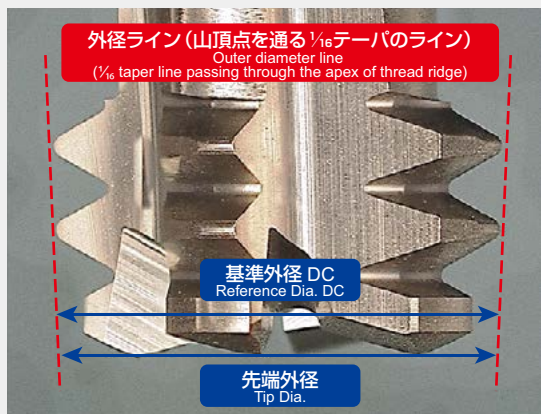 外径ライン（山頂点を通る1⁄16テーパのライン）
Outer diameter line
(1⁄16 taper line passing through the apex of thread ridge)
基準外径 DC
Reference Dia. DC
先端外径
Tip Dia.